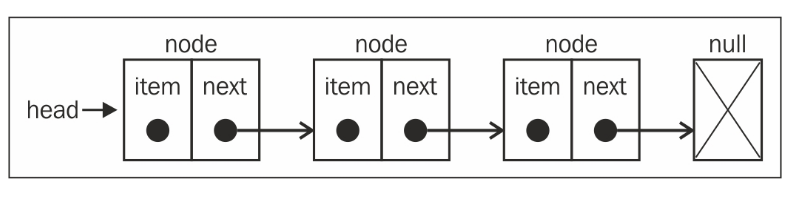 node node node null
item next item next item next
head